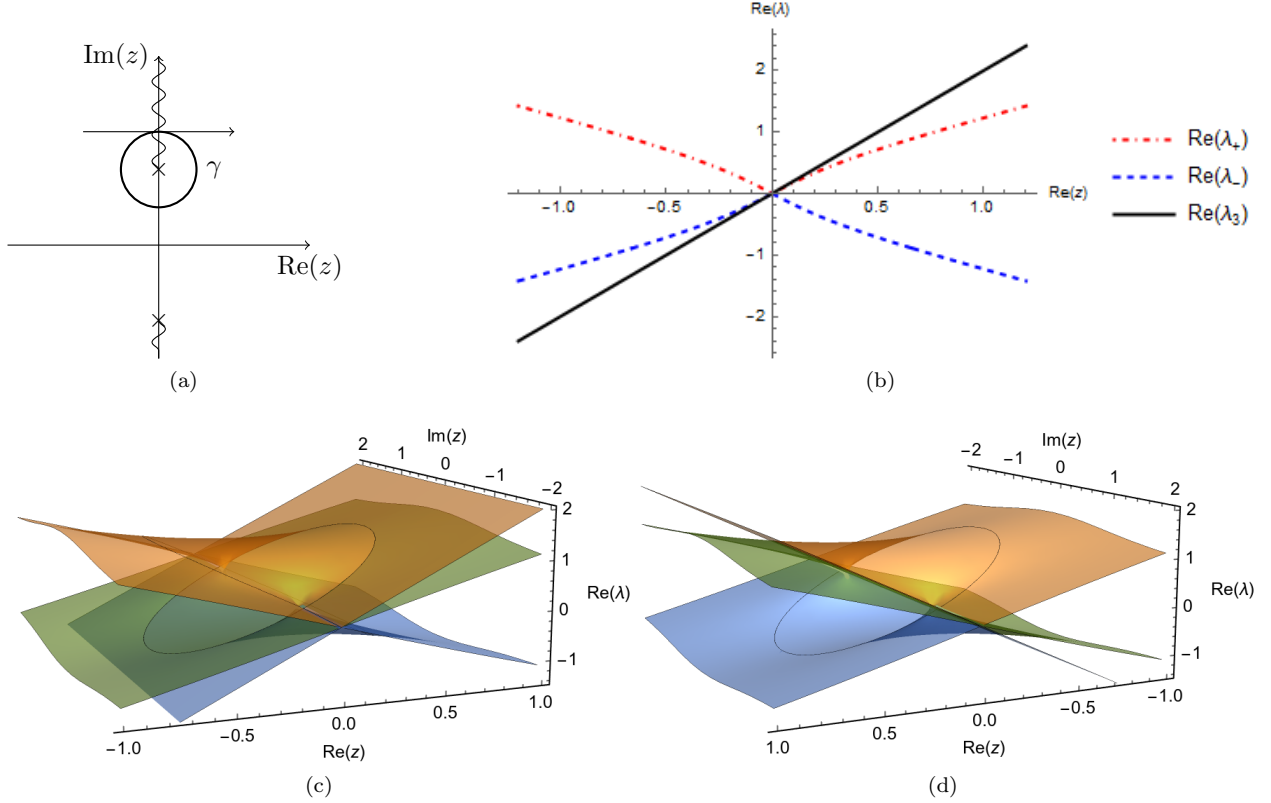 Im(z)
γ
Re(z)
(a)
Re(λ)
2
1
−1.0 −0.5 0.5 1.0 Re(z)
−1
−2
Re(λ₊)
Re(λ₋)
Re(λ₃)
(b)
Im(z)
2 1 0 −1 −2
2
1
0
−1
Re(λ)
−1.0 −0.5 0.0 0.5 1.0
Re(z)
(c)
Im(z)
−2 −1 0 1 2
2
1
0
−1
Re(λ)
1.0 0.5 0.0 −0.5 −1.0
Re(z)
(d)